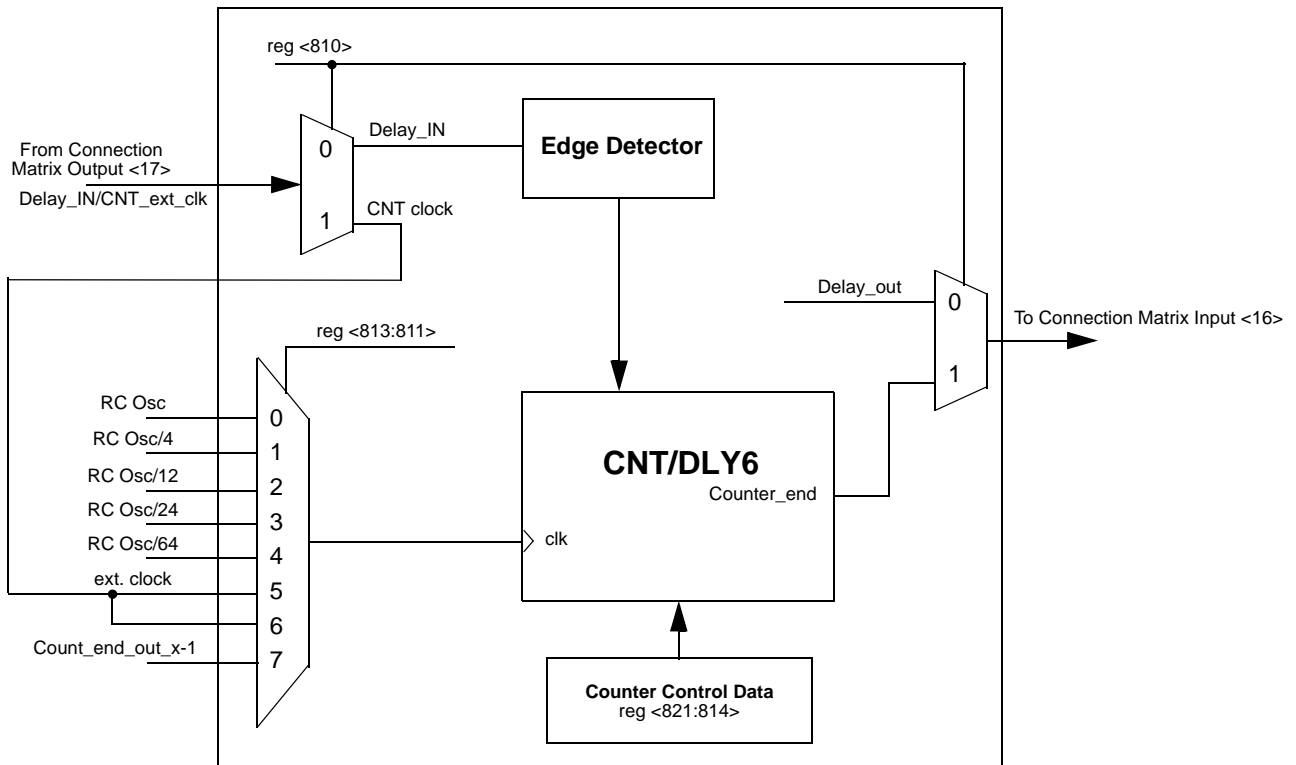 reg <810>
From Connection
Matrix Output <17>
Delay_IN/CNT_ext_clk
0
1
Delay_IN
CNT clock
Edge Detector
Delay_out
0
1
To Connection Matrix Input <16>
reg <813:811>
RC Osc
RC Osc/4
RC Osc/12
RC Osc/24
RC Osc/64
ext. clock
Count_end_out_x-1
0
1
2
3
4
5
6
7
CNT/DLY6
Counter_end
clk
Counter Control Data
reg <821:814>